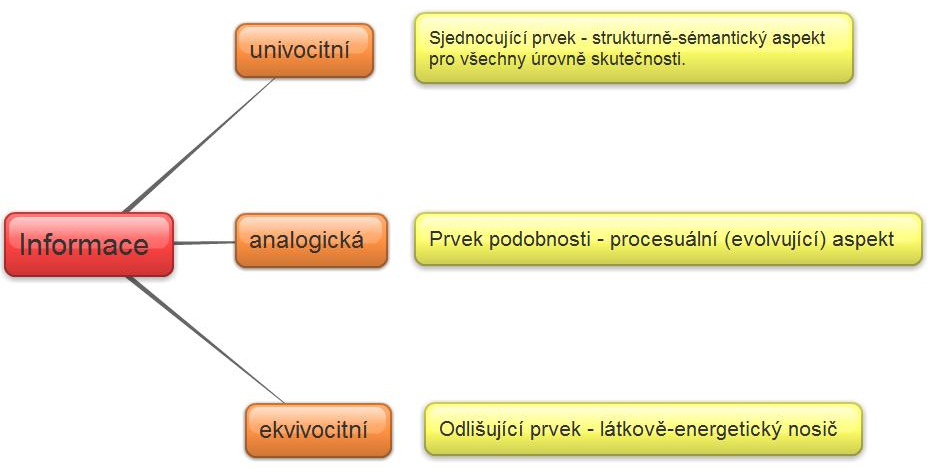 univocitní
Sjednocující prvek - strukturně-sémantický aspekt
pro všechny úrovně skutečnosti.
Informace
analogická
Prvek podobnosti - procesuální (evolvující) aspekt
ekvivocitní
Odlišující prvek - látkově-energetický nosič